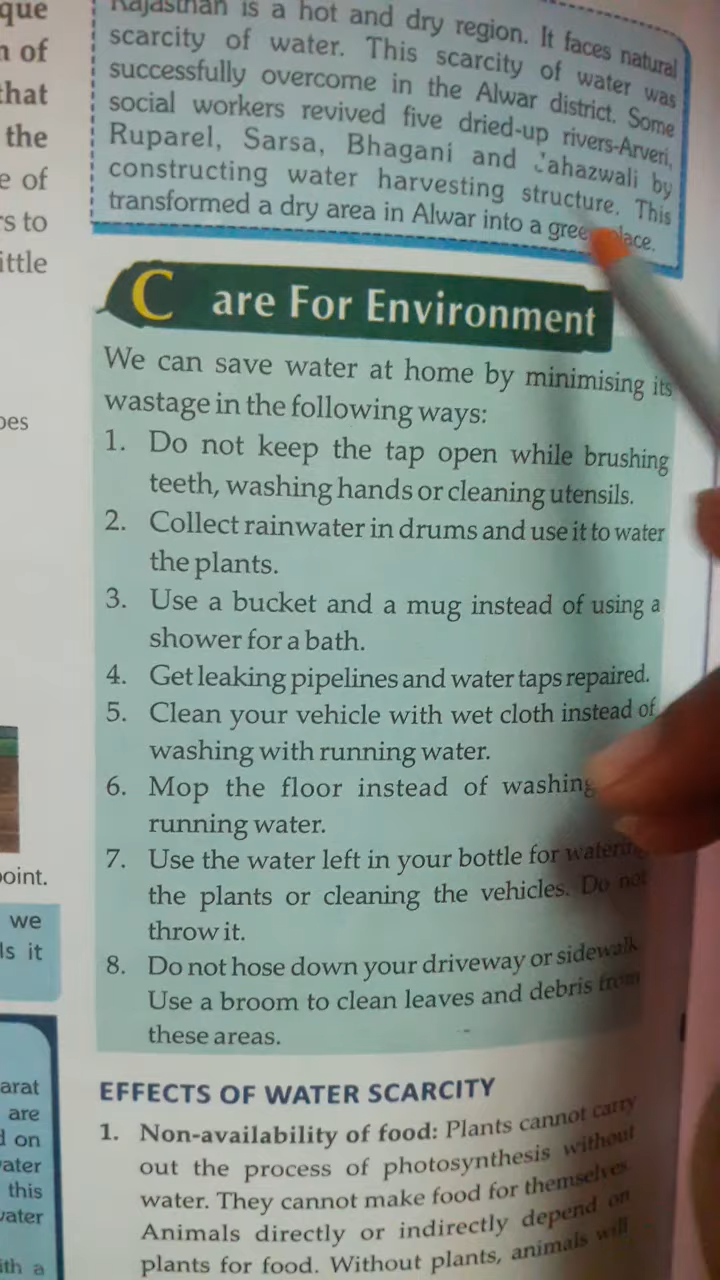 que
of
that
the
e of
rs to
ittle
oes
oint.
we
ls it
arat
are
d on
vater
this
vater
ith a
Rajasthan is a hot and dry region. It faces natural
scarcity of water. This scarcity of water was
successfully overcome in the Alwar district. Some
social workers revived five dried-up rivers-Arveri,
Ruparel, Sarsa, Bhagani and Jahazwali by
constructing water harvesting structure. This
transformed a dry area in Alwar into a green place.
Care For Environment
We can save water at home by minimising its
wastage in the following ways:
1. Do not keep the tap open while brushing
teeth, washing hands or cleaning utensils.
2. Collect rainwater in drums and use it to water
the plants.
3. Use a bucket and a mug instead of using a
shower for a bath.
4. Get leaking pipelines and water taps repaired.
5. Clean your vehicle with wet cloth instead of
washing with running water.
6. Mop the floor instead of washing
running water.
7. Use the water left in your bottle for watering
the plants or cleaning the vehicles. Do not
throw it.
8. Do not hose down your driveway or sidewalk
Use a broom to clean leaves and debris from
these areas.
EFFECTS OF WATER SCARCITY
1. Non-availability of food: Plants cannot carry
out the process of photosynthesis without
water. They cannot make food for themselves
Animals directly or indirectly depend on
plants for food. Without plants, animals will